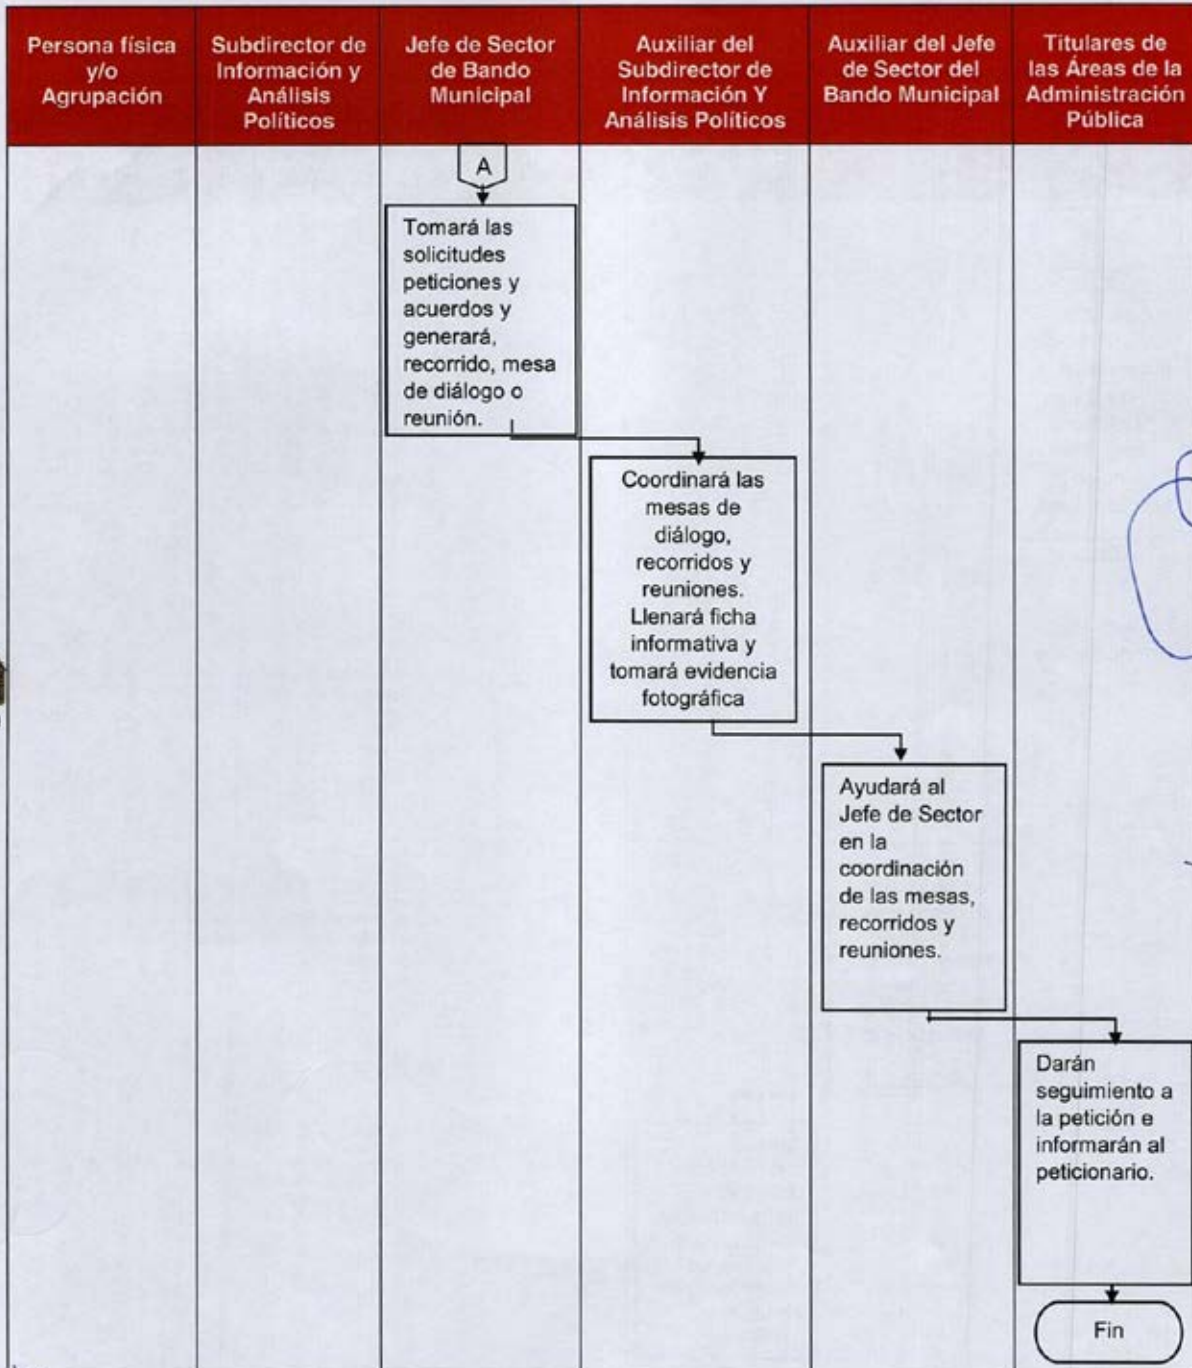 Persona física
y/o
Agrupación
Subdirector de
Información y
Análisis
Políticos
Jefe de Sector
de Bando
Municipal
Auxiliar del
Subdirector de
Información Y
Análisis Políticos
Auxiliar del Jefe
de Sector del
Bando Municipal
Titulares de
las Áreas de la
Administración
Pública
A
Tomará las
solicitudes
peticiones y
acuerdos y
generará,
recorrido, mesa
de diálogo o
reunión.
Coordinará las
mesas de
diálogo,
recorridos y
reuniones.
Llenará ficha
informativa y
tomará evidencia
fotográfica
Ayudará al
Jefe de Sector
en la
coordinación
de las mesas,
recorridos y
reuniones.
Darán
seguimiento a
la petición e
informarán al
peticionario.
Fin